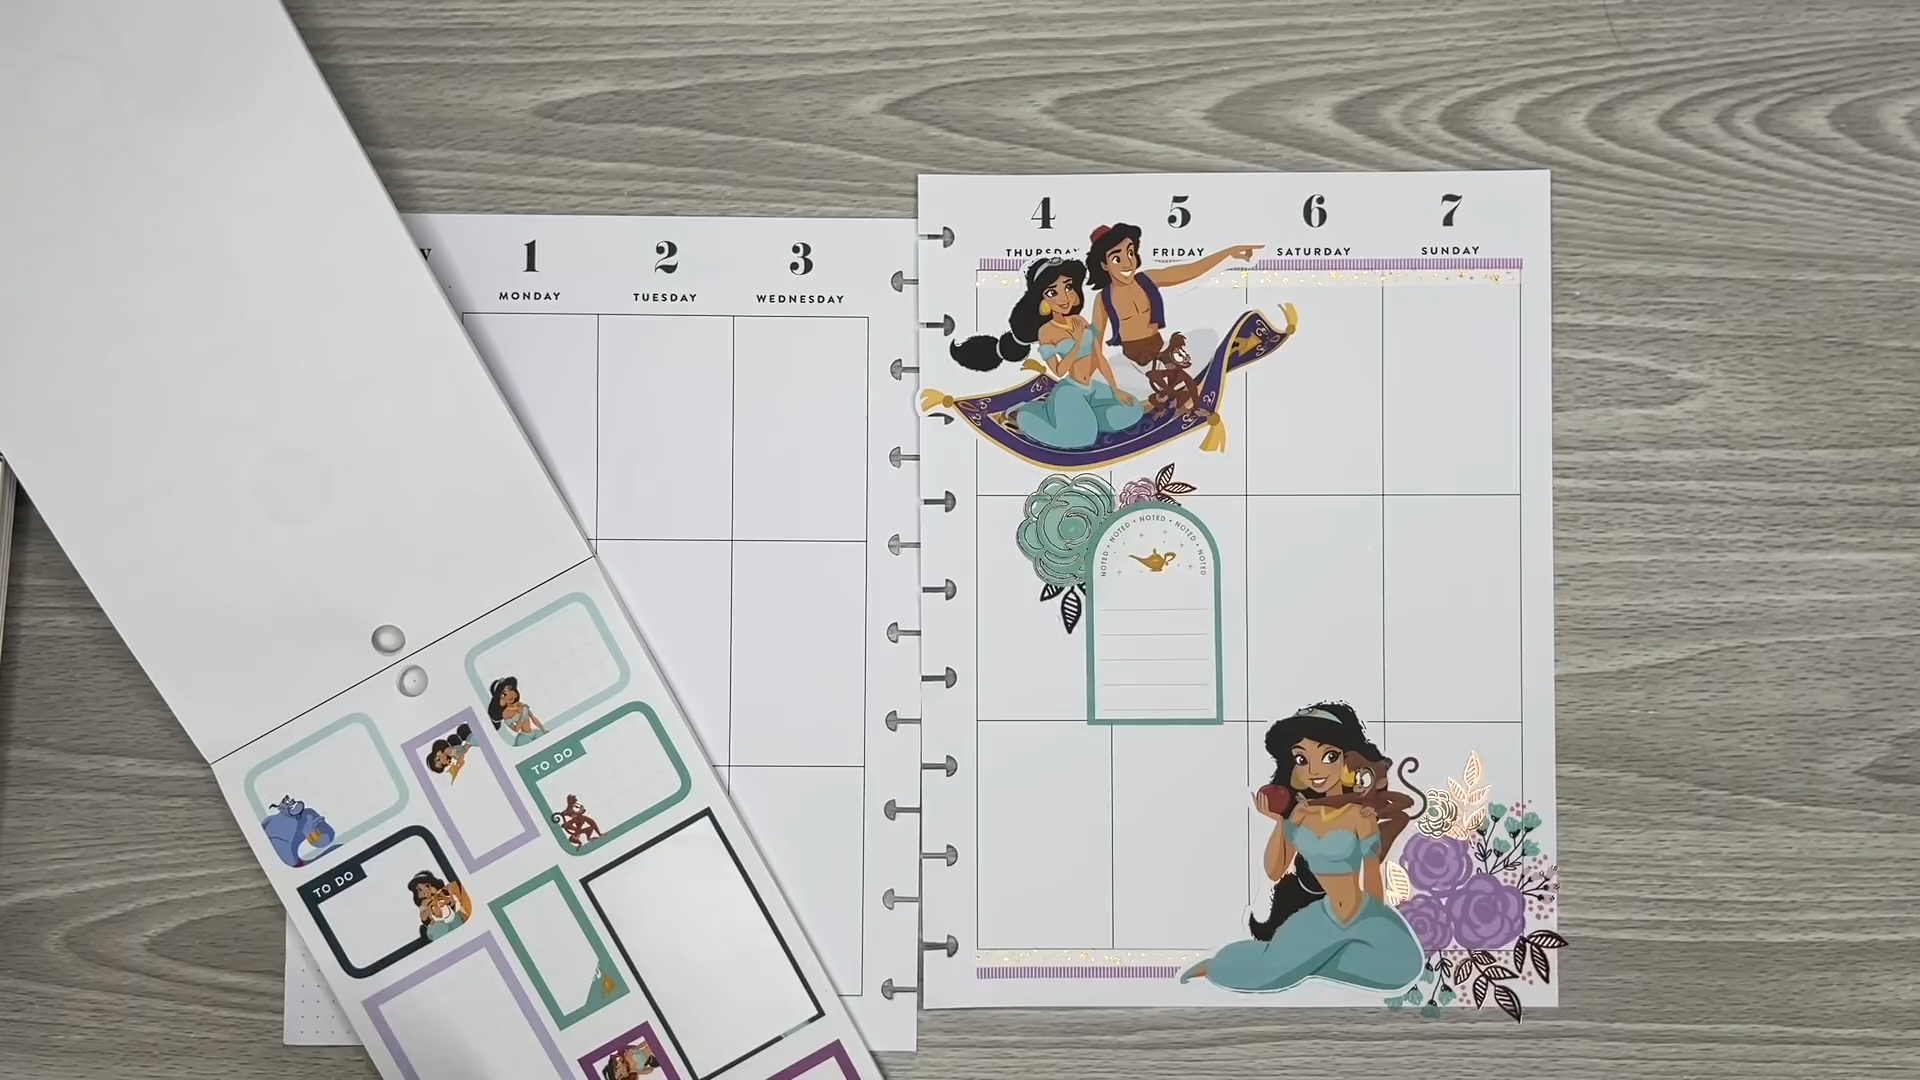 1 2 3
MONDAY TUESDAY WEDNESDAY
4 5 6 7
THURSDAY FRIDAY SATURDAY SUNDAY
NOTED • NOTED • NOTED • NOTED • NOTED
TO DO
TO DO